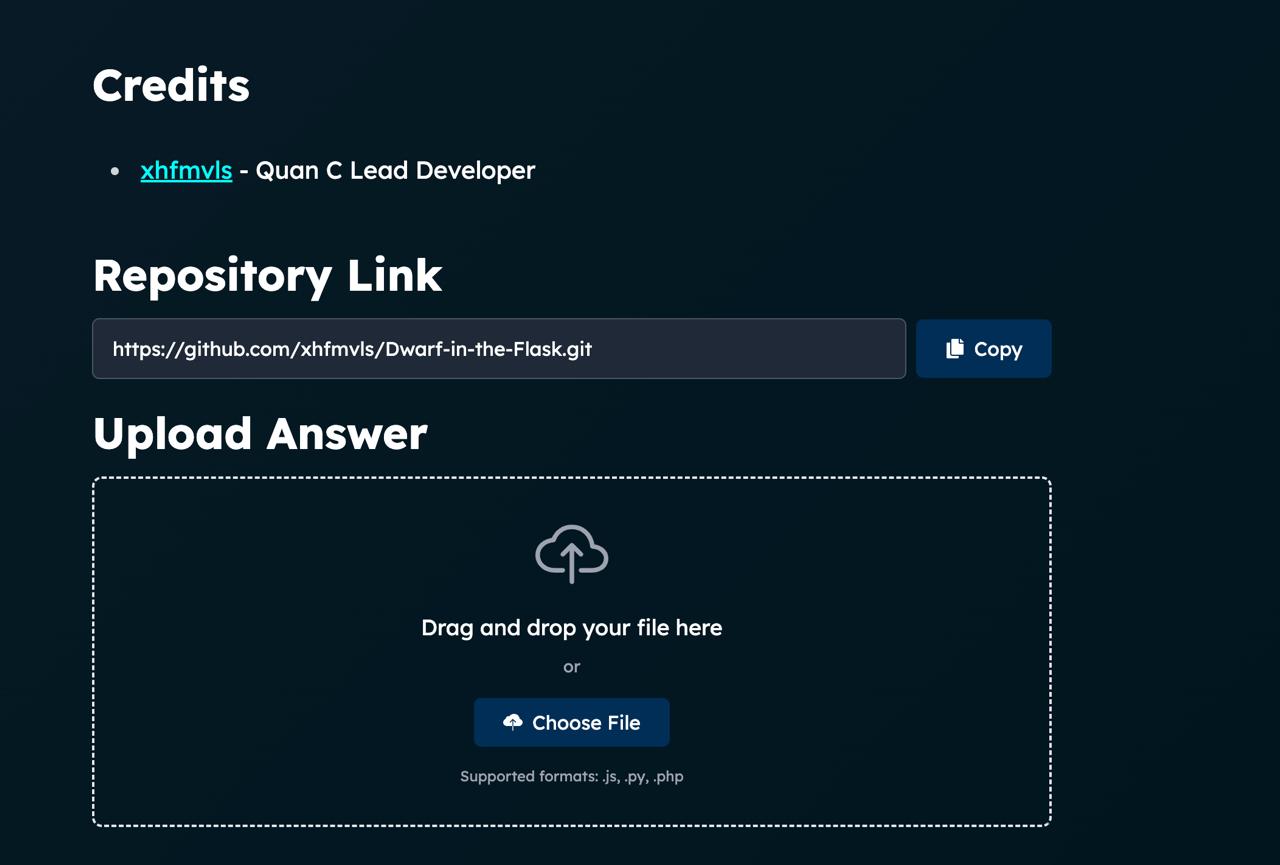 Credits
xhfmvls - Quan C Lead Developer
Repository Link
https://github.com/xhfmvls/Dwarf-in-the-Flask.git
Copy
Upload Answer
Drag and drop your file here
or
Choose File
Supported formats: .js, .py, .php